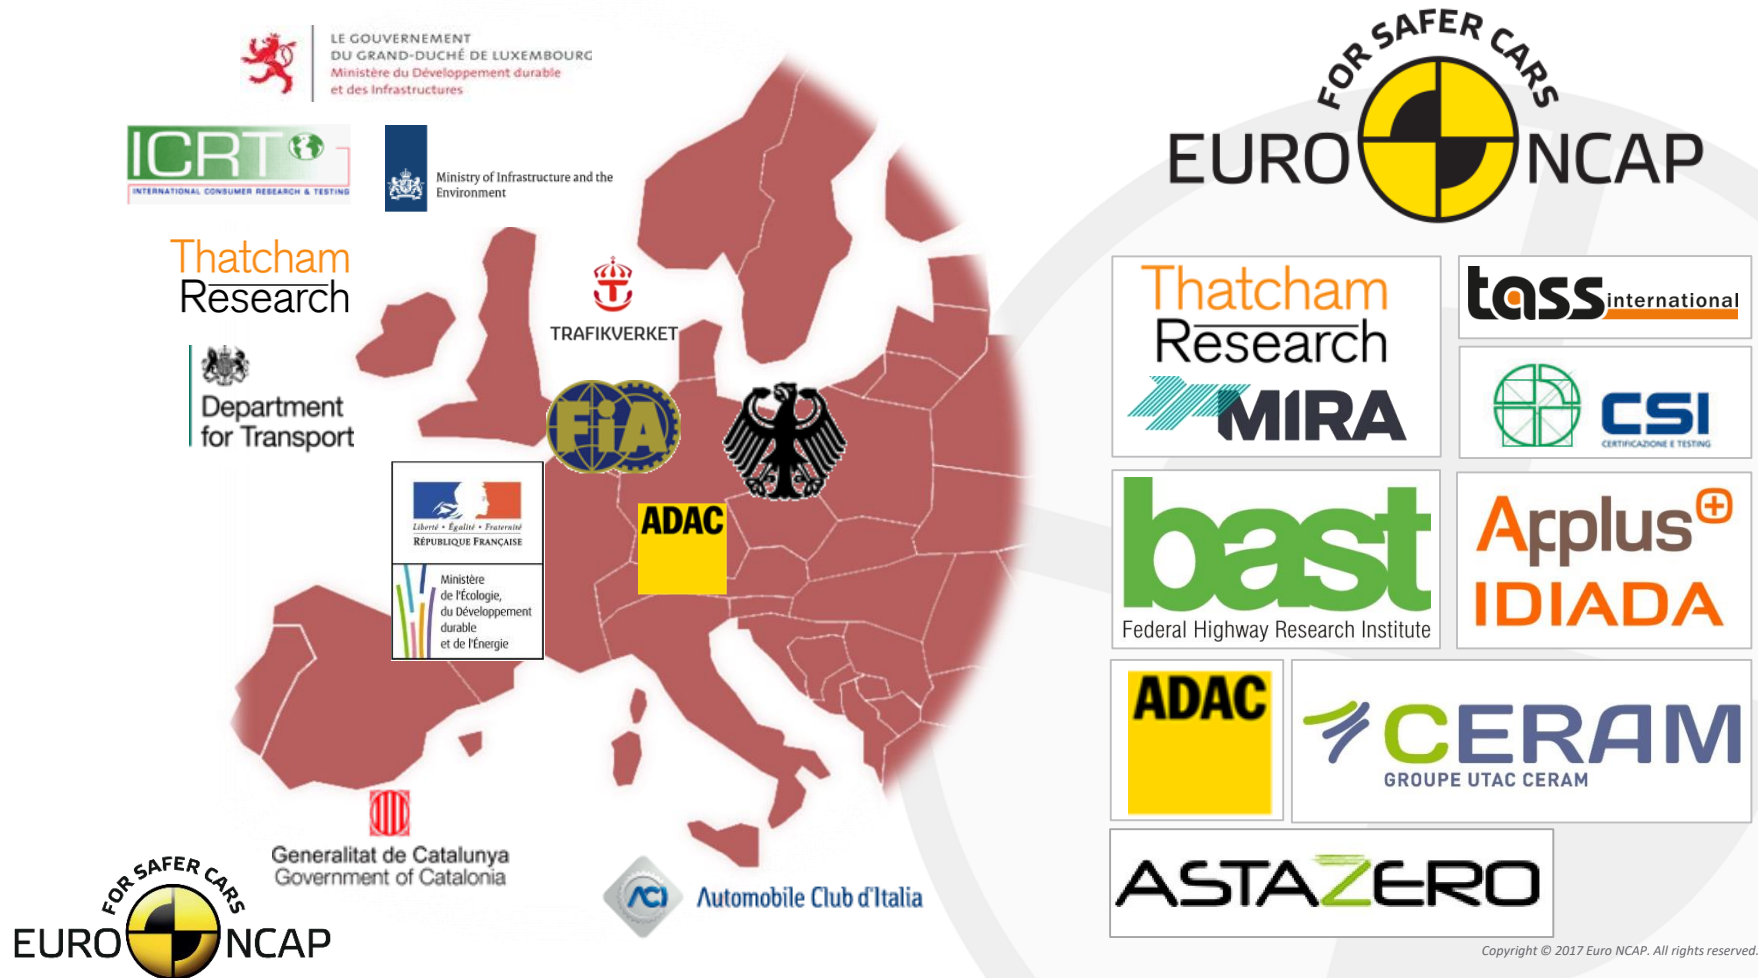 LE GOUVERNEMENT
DU GRAND-DUCHÉ DE LUXEMBOURG
Ministère du Développement durable
et des Infrastructures
ICRT
INTERNATIONAL CONSUMER RESEARCH & TESTING
Ministry of Infrastructure and the
Environment
Thatcham
Research
TRAFIKVERKET
Department
for Transport
FiA
ADAC
Liberté • Égalité • Fraternité
RÉPUBLIQUE FRANÇAISE
Ministère
de l'Écologie,
du Développement
durable
et de l'Énergie
Generalitat de Catalunya
Government of Catalonia
ACI
Automobile Club d'Italia
FOR SAFER CARS
EURO NCAP
FOR SAFER CARS
EURO NCAP
Thatcham
Research
MIRA
tass international
CSI
CERTIFICAZIONE E TESTING
bast
Federal Highway Research Institute
Applus+
IDIADA
ADAC
CERAM
GROUPE UTAC CERAM
ASTAZERO
Copyright © 2017 Euro NCAP. All rights reserved.